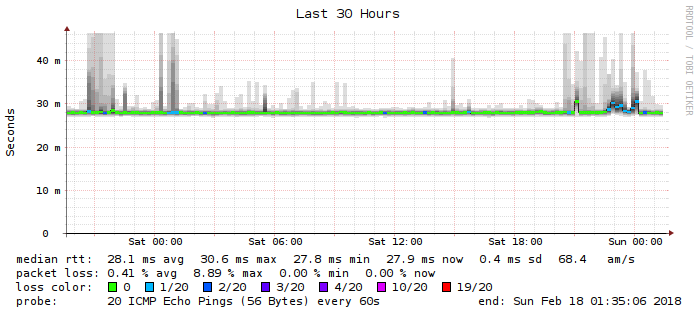 Last 30 Hours
RRDTOOL / TOBI OETIKER
Seconds
40 m
30 m
20 m
10 m
0
Sat 00:00 Sat 06:00 Sat 12:00 Sat 18:00 Sun 00:00
median rtt: 28.1 ms avg 30.6 ms max 27.8 ms min 27.9 ms now 0.4 ms sd 68.4 am/s
packet loss: 0.41 % avg 8.89 % max 0.00 % min 0.00 % now
loss color: 0 1/20 2/20 3/20 4/20 10/20 19/20
probe: 20 ICMP Echo Pings (56 Bytes) every 60s end: Sun Feb 18 01:35:06 2018